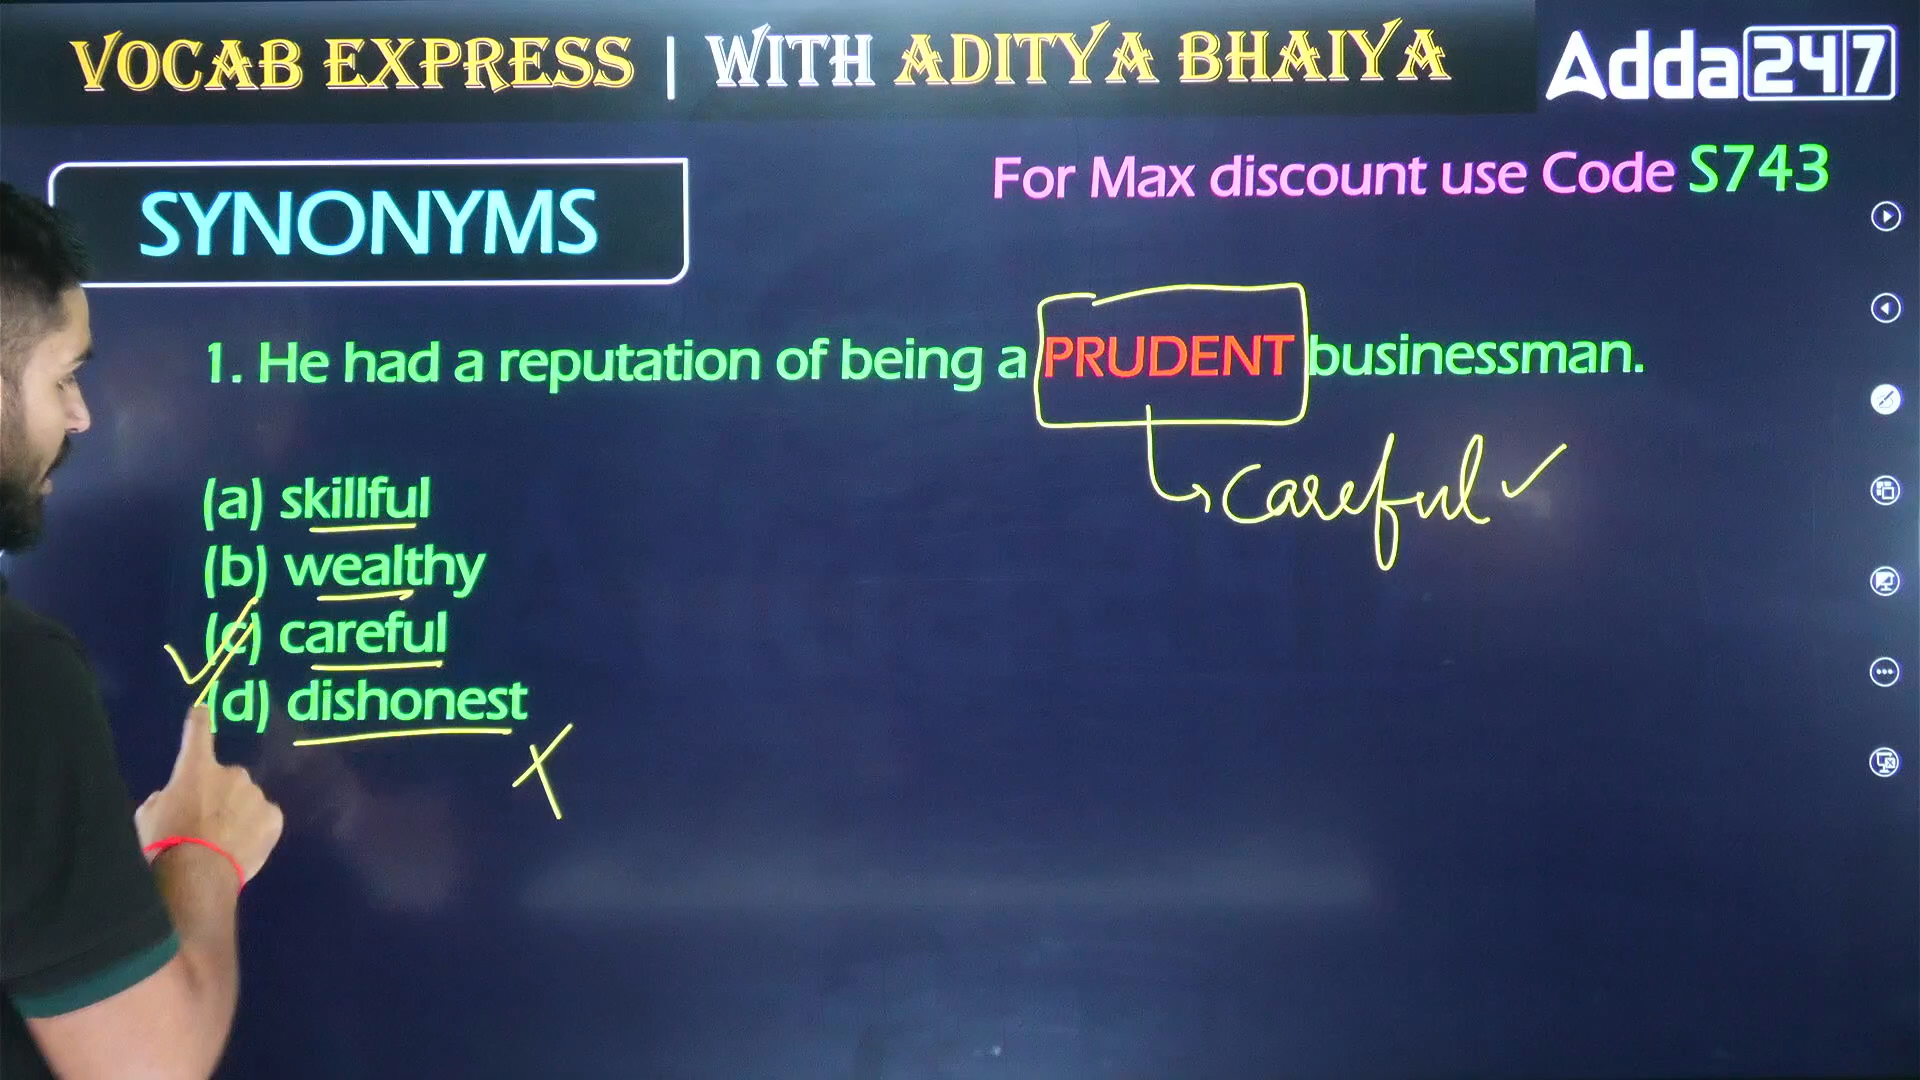 VOCAB EXPRESS | WITH ADITYA BHAIYA
Adda247
For Max discount use Code S743
SYNONYMS
1. He had a reputation of being a PRUDENT businessman.
careful
(a) skillful
(b) wealthy
(c) careful
(d) dishonest